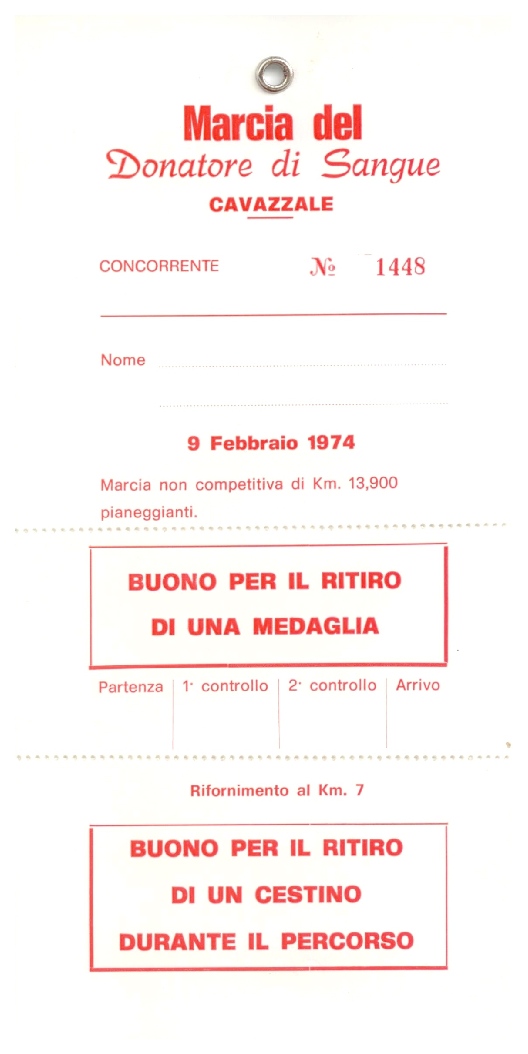 Marcia del
Donatore di Sangue
CAVAZZALE
CONCORRENTE № 1448
Nome
9 Febbraio 1974
Marcia non competitiva di Km. 13,900
pianeggianti.
BUONO PER IL RITIRO
DI UNA MEDAGLIA
Partenza 1· controllo 2· controllo Arrivo
Rifornimento al Km. 7
BUONO PER IL RITIRO
DI UN CESTINO
DURANTE IL PERCORSO